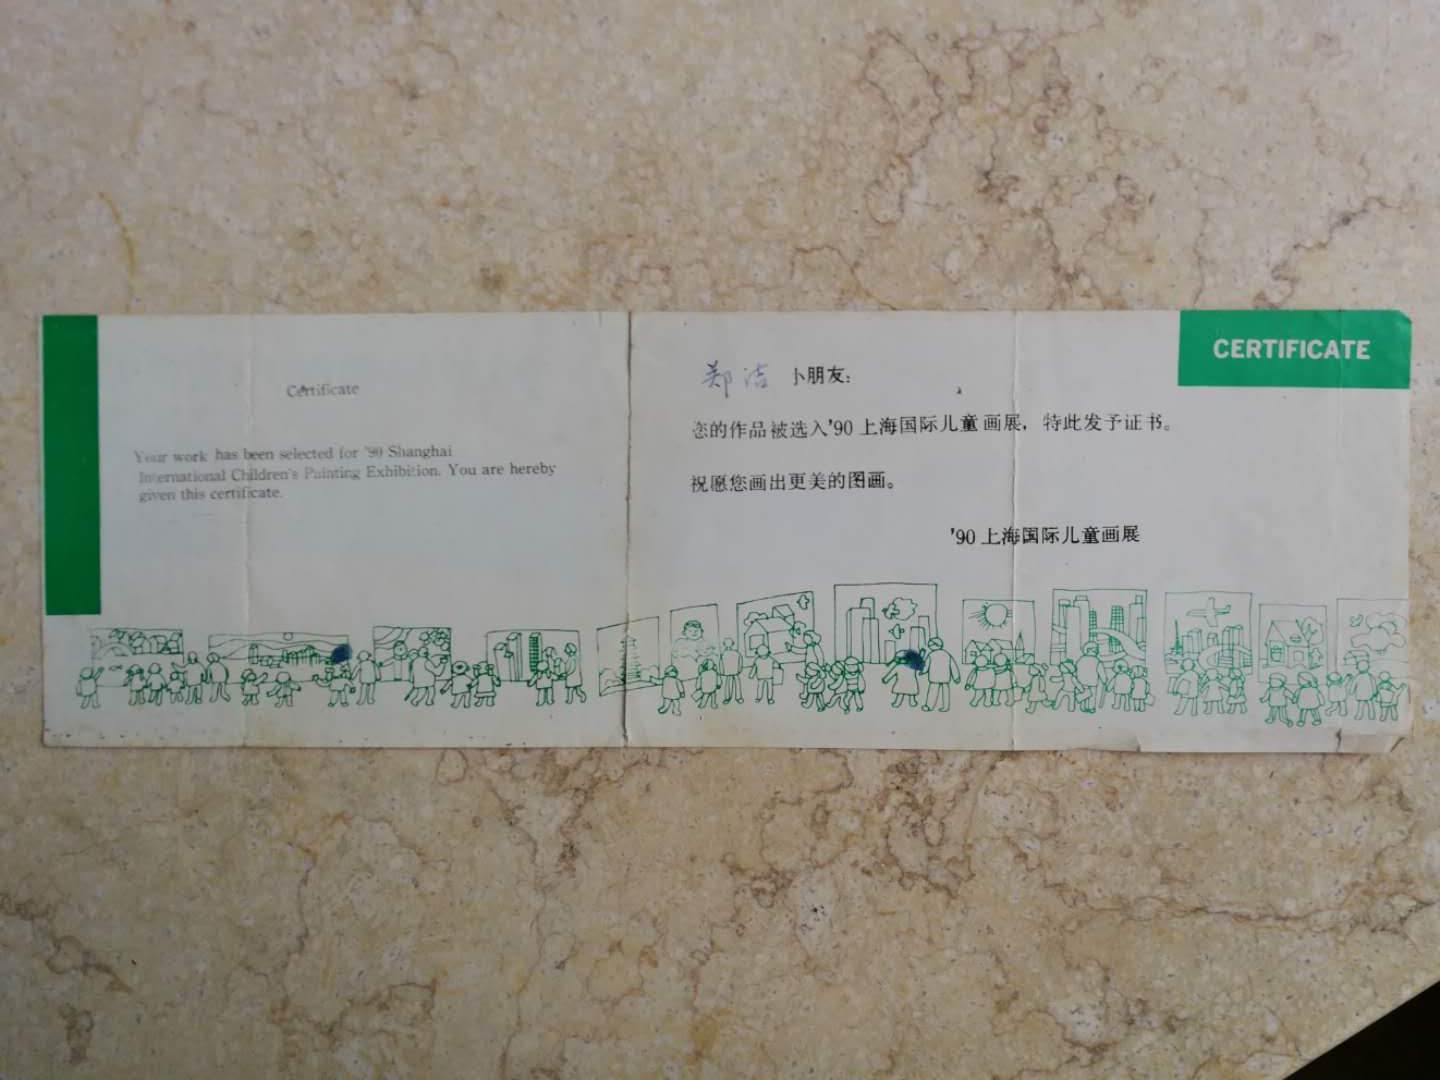 Certificate
Your work has been selected for '90 Shanghai
International Children's Painting Exhibition. You are hereby
given this certificate.
CERTIFICATE
郑洁 小朋友：
您的作品被选入'90上海国际儿童画展，特此发予证书。
祝愿您画出更美的图画。
'90上海国际儿童画展